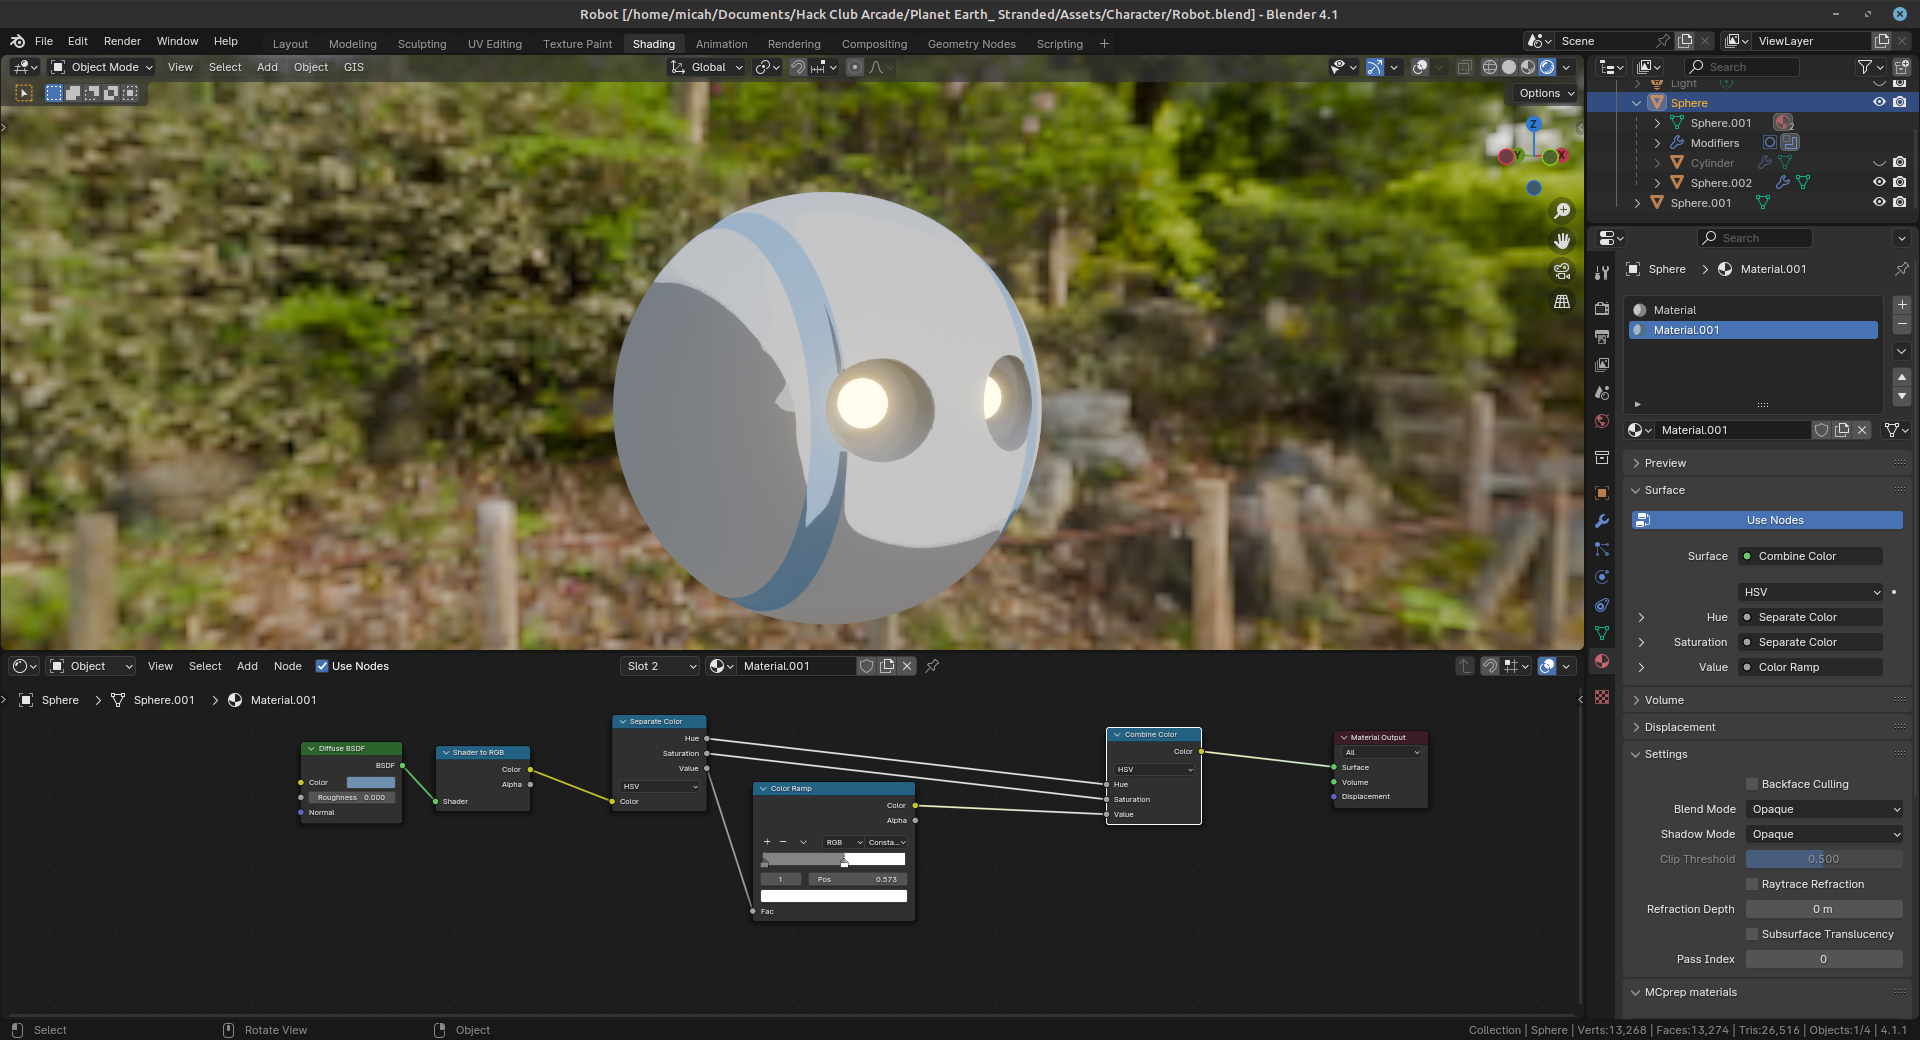 Robot [/home/micah/Documents/Hack Club Arcade/Planet Earth_ Stranded/Assets/Character/Robot.blend] - Blender 4.1
File Edit Render Window Help Layout Modeling Sculpting UV Editing Texture Paint Shading Animation Rendering Compositing Geometry Nodes Scripting + Scene ViewLayer
Object Mode View Select Add Object GIS Global Search
Options
Light
Sphere
Sphere.001 2
Modifiers
Cylinder
Sphere.002
Sphere.001
Z
Y X
Search
Sphere Material.001
Material
Material.001
Material.001
Preview
Surface
Use Nodes
Surface Combine Color
HSV
Hue Separate Color
Saturation Separate Color
Value Color Ramp
Volume
Displacement
Settings
Backface Culling
Blend Mode Opaque
Shadow Mode Opaque
Clip Threshold 0.500
Raytrace Refraction
Refraction Depth 0 m
Subsurface Translucency
Pass Index 0
MCprep materials
Object View Select Add Node Use Nodes Slot 2 Material.001
Sphere Sphere.001 Material.001
Diffuse BSDF
BSDF
Color
Roughness 0.000
Normal
Shader to RGB
Color
Alpha
Shader
Separate Color
Hue
Saturation
Value
HSV
Color
Color Ramp
Color
Alpha
+ − RGB Consta...
1 Pos 0.573
Fac
Combine Color
Color
HSV
Hue
Saturation
Value
Material Output
All
Surface
Volume
Displacement
Select Rotate View Object Collection | Sphere | Verts:13,268 | Faces:13,274 | Tris:26,516 | Objects:1/4 | 4.1.1